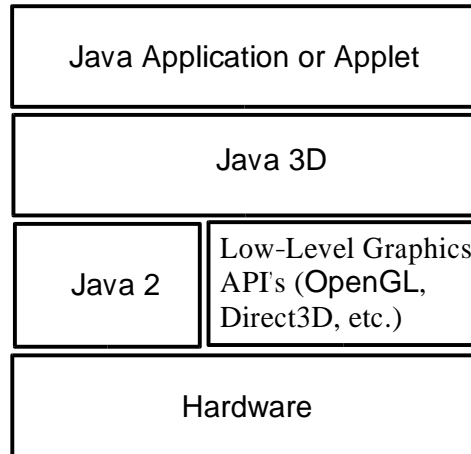 Java Application or Applet
Java 3D
Java 2
Low-Level Graphics
API's (OpenGL,
Direct3D, etc.)
Hardware